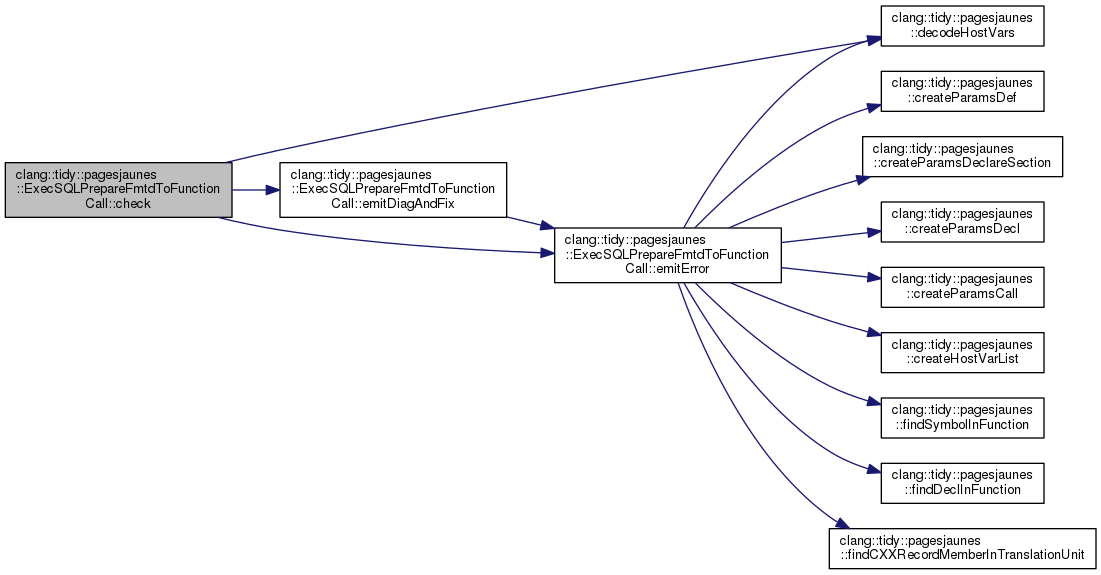 clang::tidy::pagesjaunes
::ExecSQLPrepareFmtdToFunction
Call::check
clang::tidy::pagesjaunes
::ExecSQLPrepareFmtdToFunction
Call::emitDiagAndFix
clang::tidy::pagesjaunes
::ExecSQLPrepareFmtdToFunction
Call::emitError
clang::tidy::pagesjaunes
::decodeHostVars
clang::tidy::pagesjaunes
::createParamsDef
clang::tidy::pagesjaunes
::createParamsDeclareSection
clang::tidy::pagesjaunes
::createParamsDecl
clang::tidy::pagesjaunes
::createParamsCall
clang::tidy::pagesjaunes
::createHostVarList
clang::tidy::pagesjaunes
::findSymbolInFunction
clang::tidy::pagesjaunes
::findDeclInFunction
clang::tidy::pagesjaunes
::findCXXRecordMemberInTranslationUnit